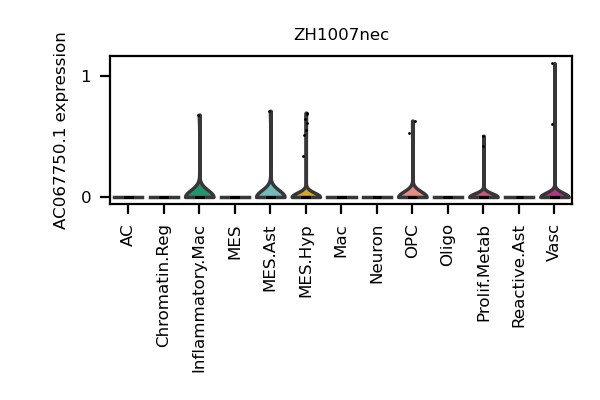 ZH1007nec
AC067750.1 expression
1
0
AC
Chromatin.Reg
Inflammatory.Mac
MES
MES.Ast
MES.Hyp
Mac
Neuron
OPC
Oligo
Prolif.Metab
Reactive.Ast
Vasc